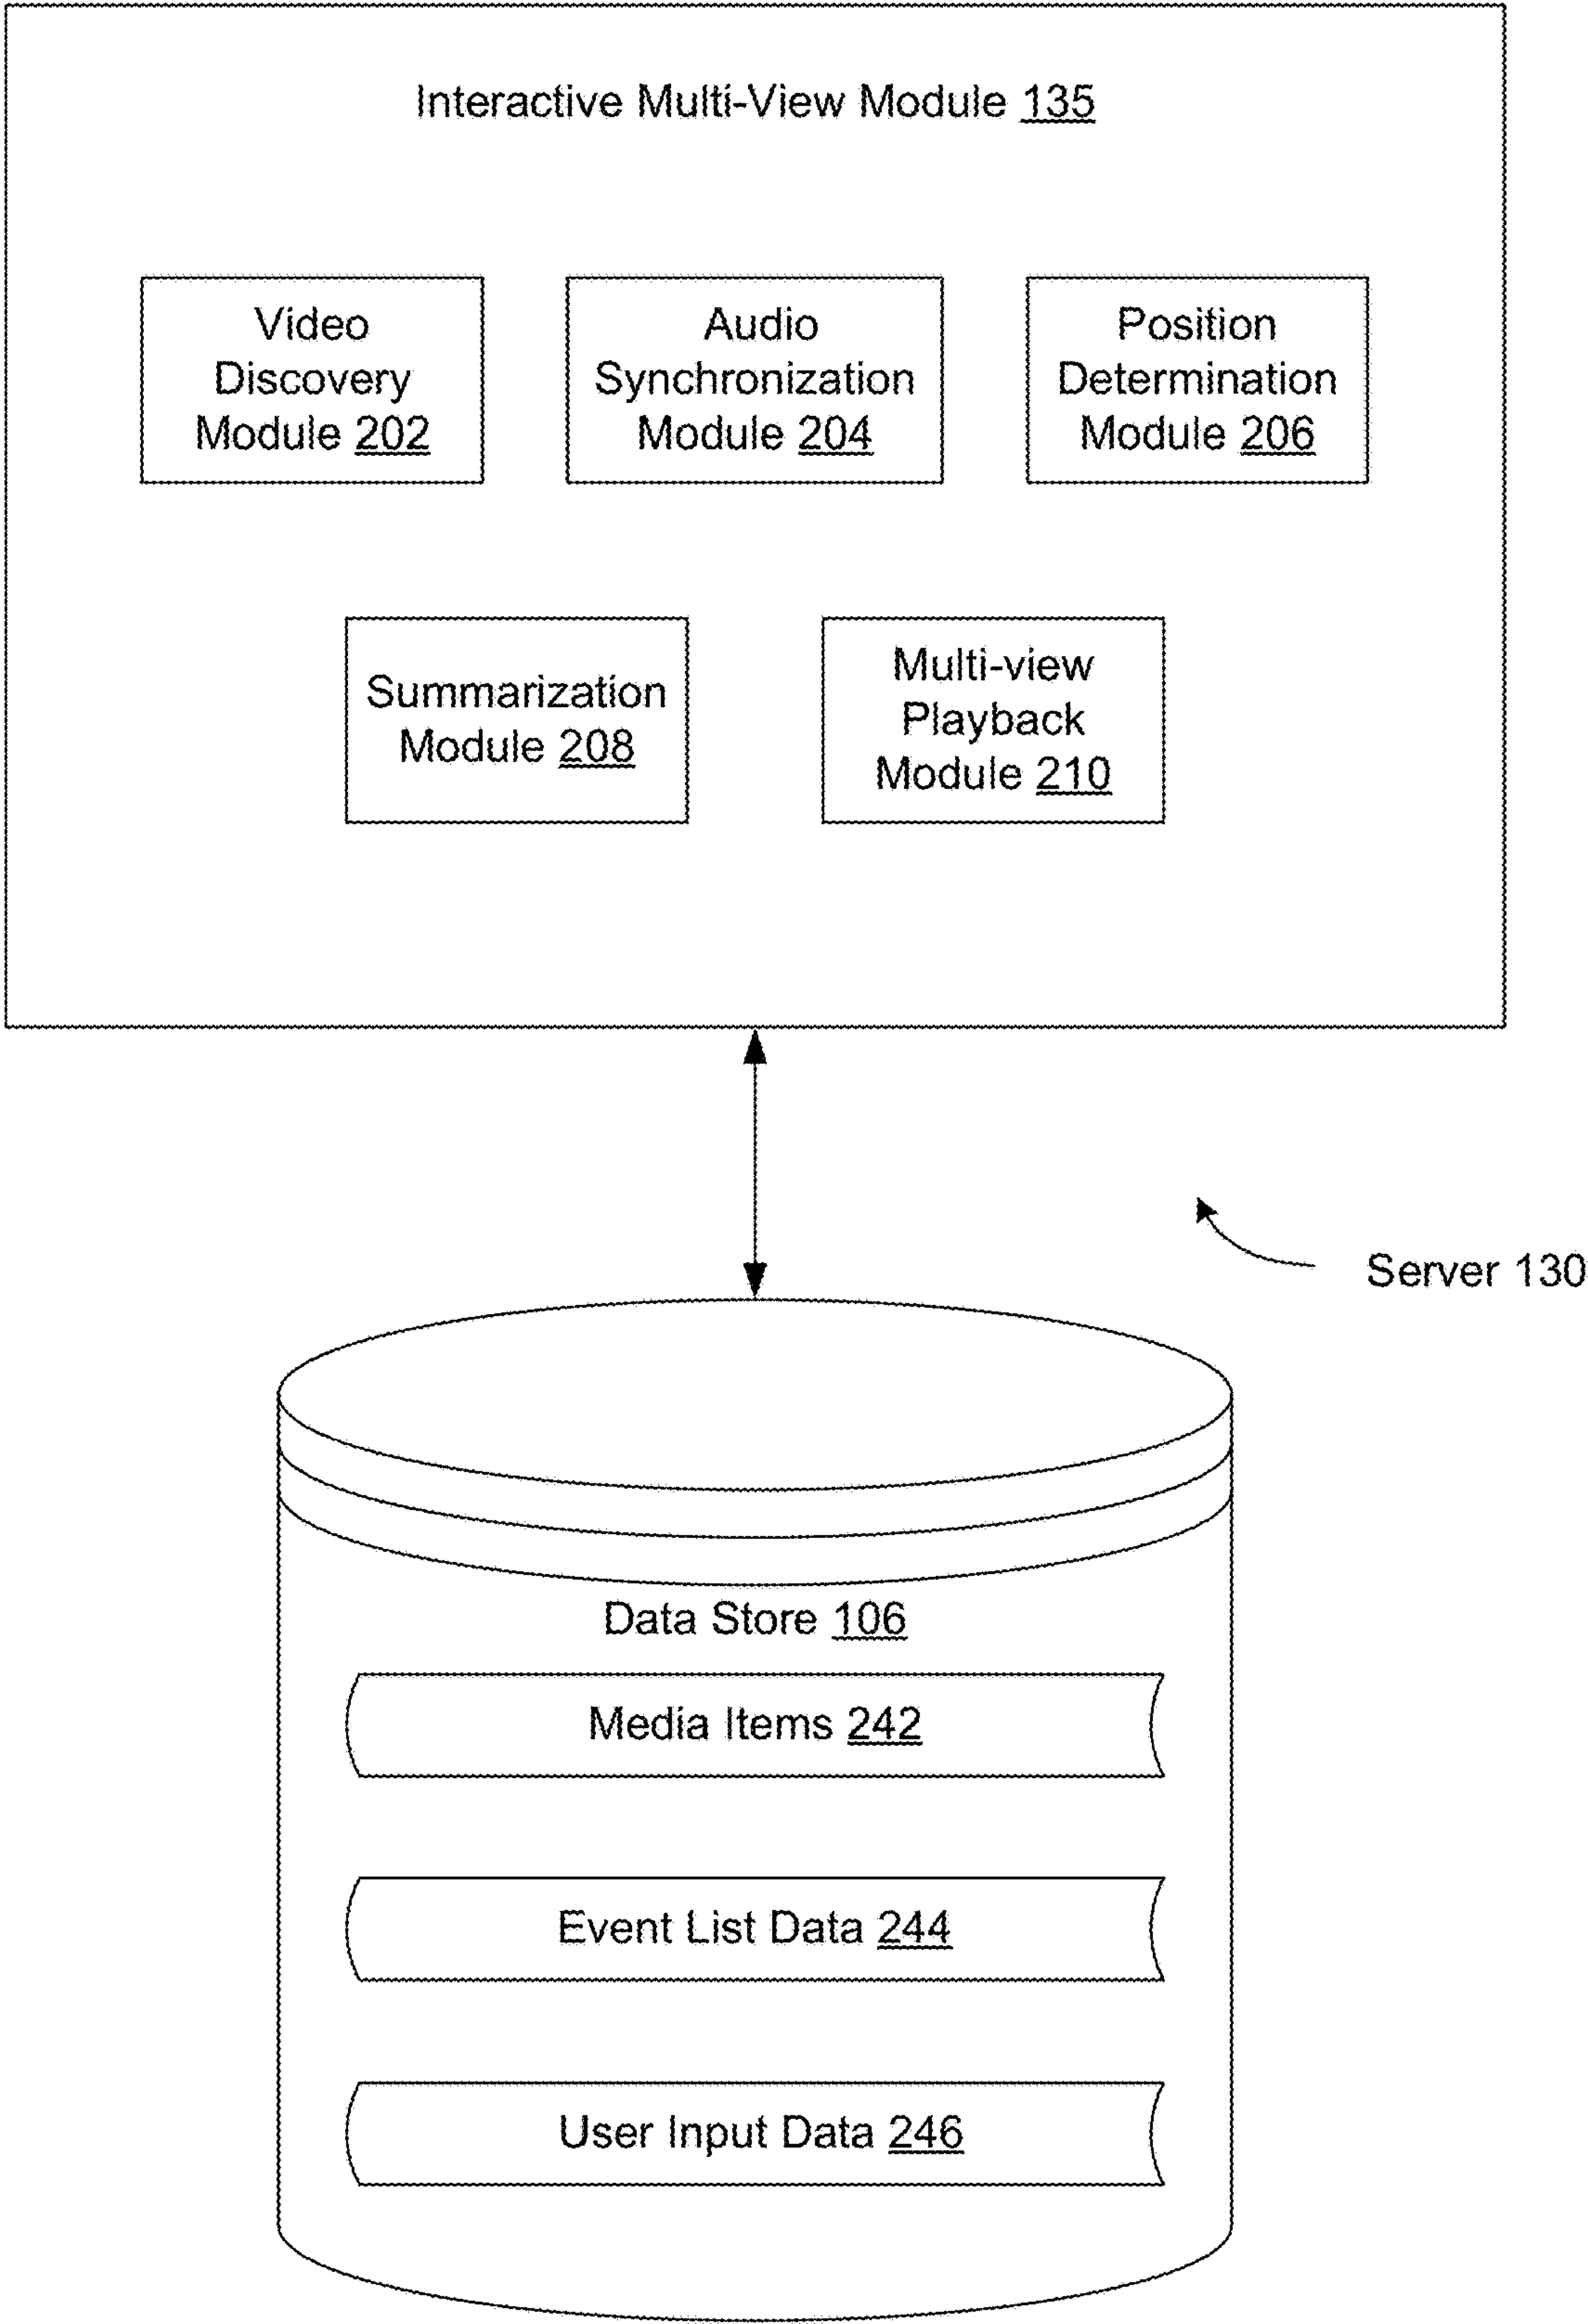 Interactive Multi-View Module 135
Video
Discovery
Module 202
Audio
Synchronization
Module 204
Position
Determination
Module 206
Summarization
Module 208
Multi-view
Playback
Module 210
Server 130
Data Store 106
Media Items 242
Event List Data 244
User Input Data 246